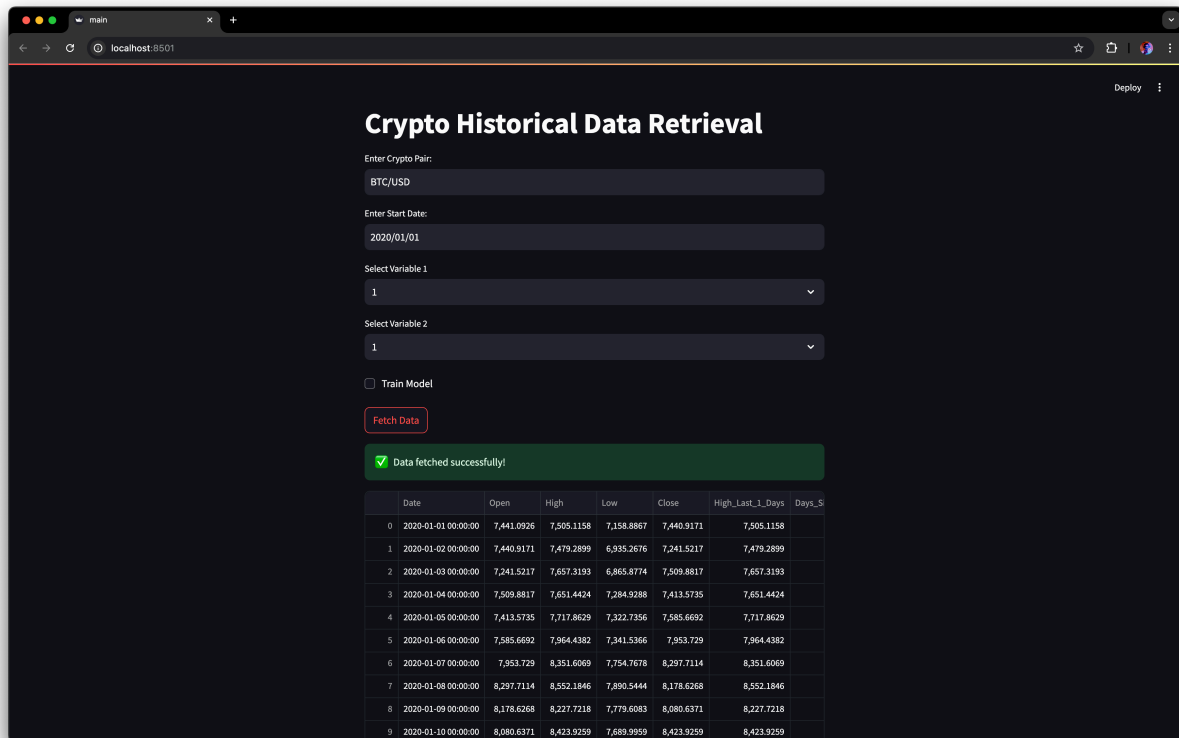 main
localhost:8501
Deploy
Crypto Historical Data Retrieval
Enter Crypto Pair:
BTC/USD
Enter Start Date:
2020/01/01
Select Variable 1
1
Select Variable 2
1
Train Model
Fetch Data
Data fetched successfully!
Date Open High Low Close High_Last_1_Days Days_Si
0 2020-01-01 00:00:00 7,441.0926 7,505.1158 7,158.8867 7,440.9171 7,505.1158
1 2020-01-02 00:00:00 7,440.9171 7,479.2899 6,935.2676 7,241.5217 7,479.2899
2 2020-01-03 00:00:00 7,241.5217 7,657.3193 6,865.8774 7,509.8817 7,657.3193
3 2020-01-04 00:00:00 7,509.8817 7,651.4424 7,284.9288 7,413.5735 7,651.4424
4 2020-01-05 00:00:00 7,413.5735 7,717.8629 7,322.7356 7,585.6692 7,717.8629
5 2020-01-06 00:00:00 7,585.6692 7,964.4382 7,341.5366 7,953.729 7,964.4382
6 2020-01-07 00:00:00 7,953.729 8,351.6069 7,754.7678 8,297.7114 8,351.6069
7 2020-01-08 00:00:00 8,297.7114 8,552.1846 7,890.5444 8,178.6268 8,552.1846
8 2020-01-09 00:00:00 8,178.6268 8,227.7218 7,779.6083 8,080.6371 8,227.7218
9 2020-01-10 00:00:00 8,080.6371 8,423.9259 7,689.9959 8,423.9259 8,423.9259